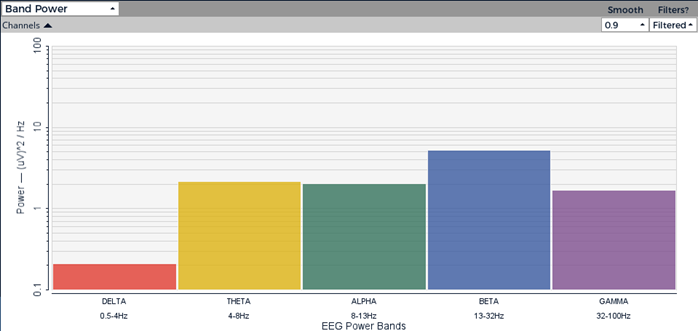 Band Power
Smooth Filters?
Channels
0.9 Filtered
100
10
1
0.1
Power — (uV)^2 / Hz
DELTA THETA ALPHA BETA GAMMA
0.5-4Hz 4-8Hz 8-13Hz 13-32Hz 32-100Hz
EEG Power Bands